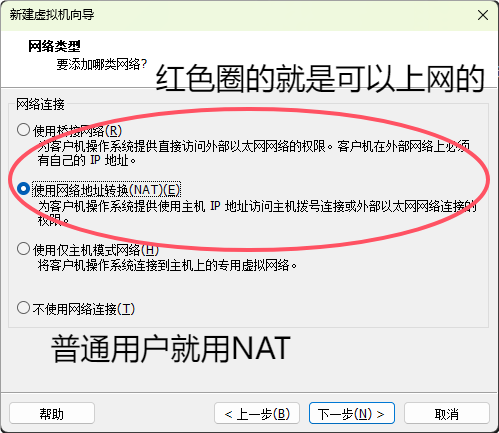 新建虚拟机向导
网络类型
要添加哪类网络?
红色圈的就是可以上网的
网络连接
使用桥接网络(R)
为客户机操作系统提供直接访问外部以太网网络的权限。客户机在外部网络上必须
有自己的 IP 地址。
使用网络地址转换(NAT)(E)
为客户机操作系统提供使用主机 IP 地址访问主机拨号连接或外部以太网网络连接的
权限。
使用仅主机模式网络(H)
将客户机操作系统连接到主机上的专用虚拟网络。
不使用网络连接(T)
普通用户就用NAT
帮助
< 上一步(B)
下一步(N) >
取消